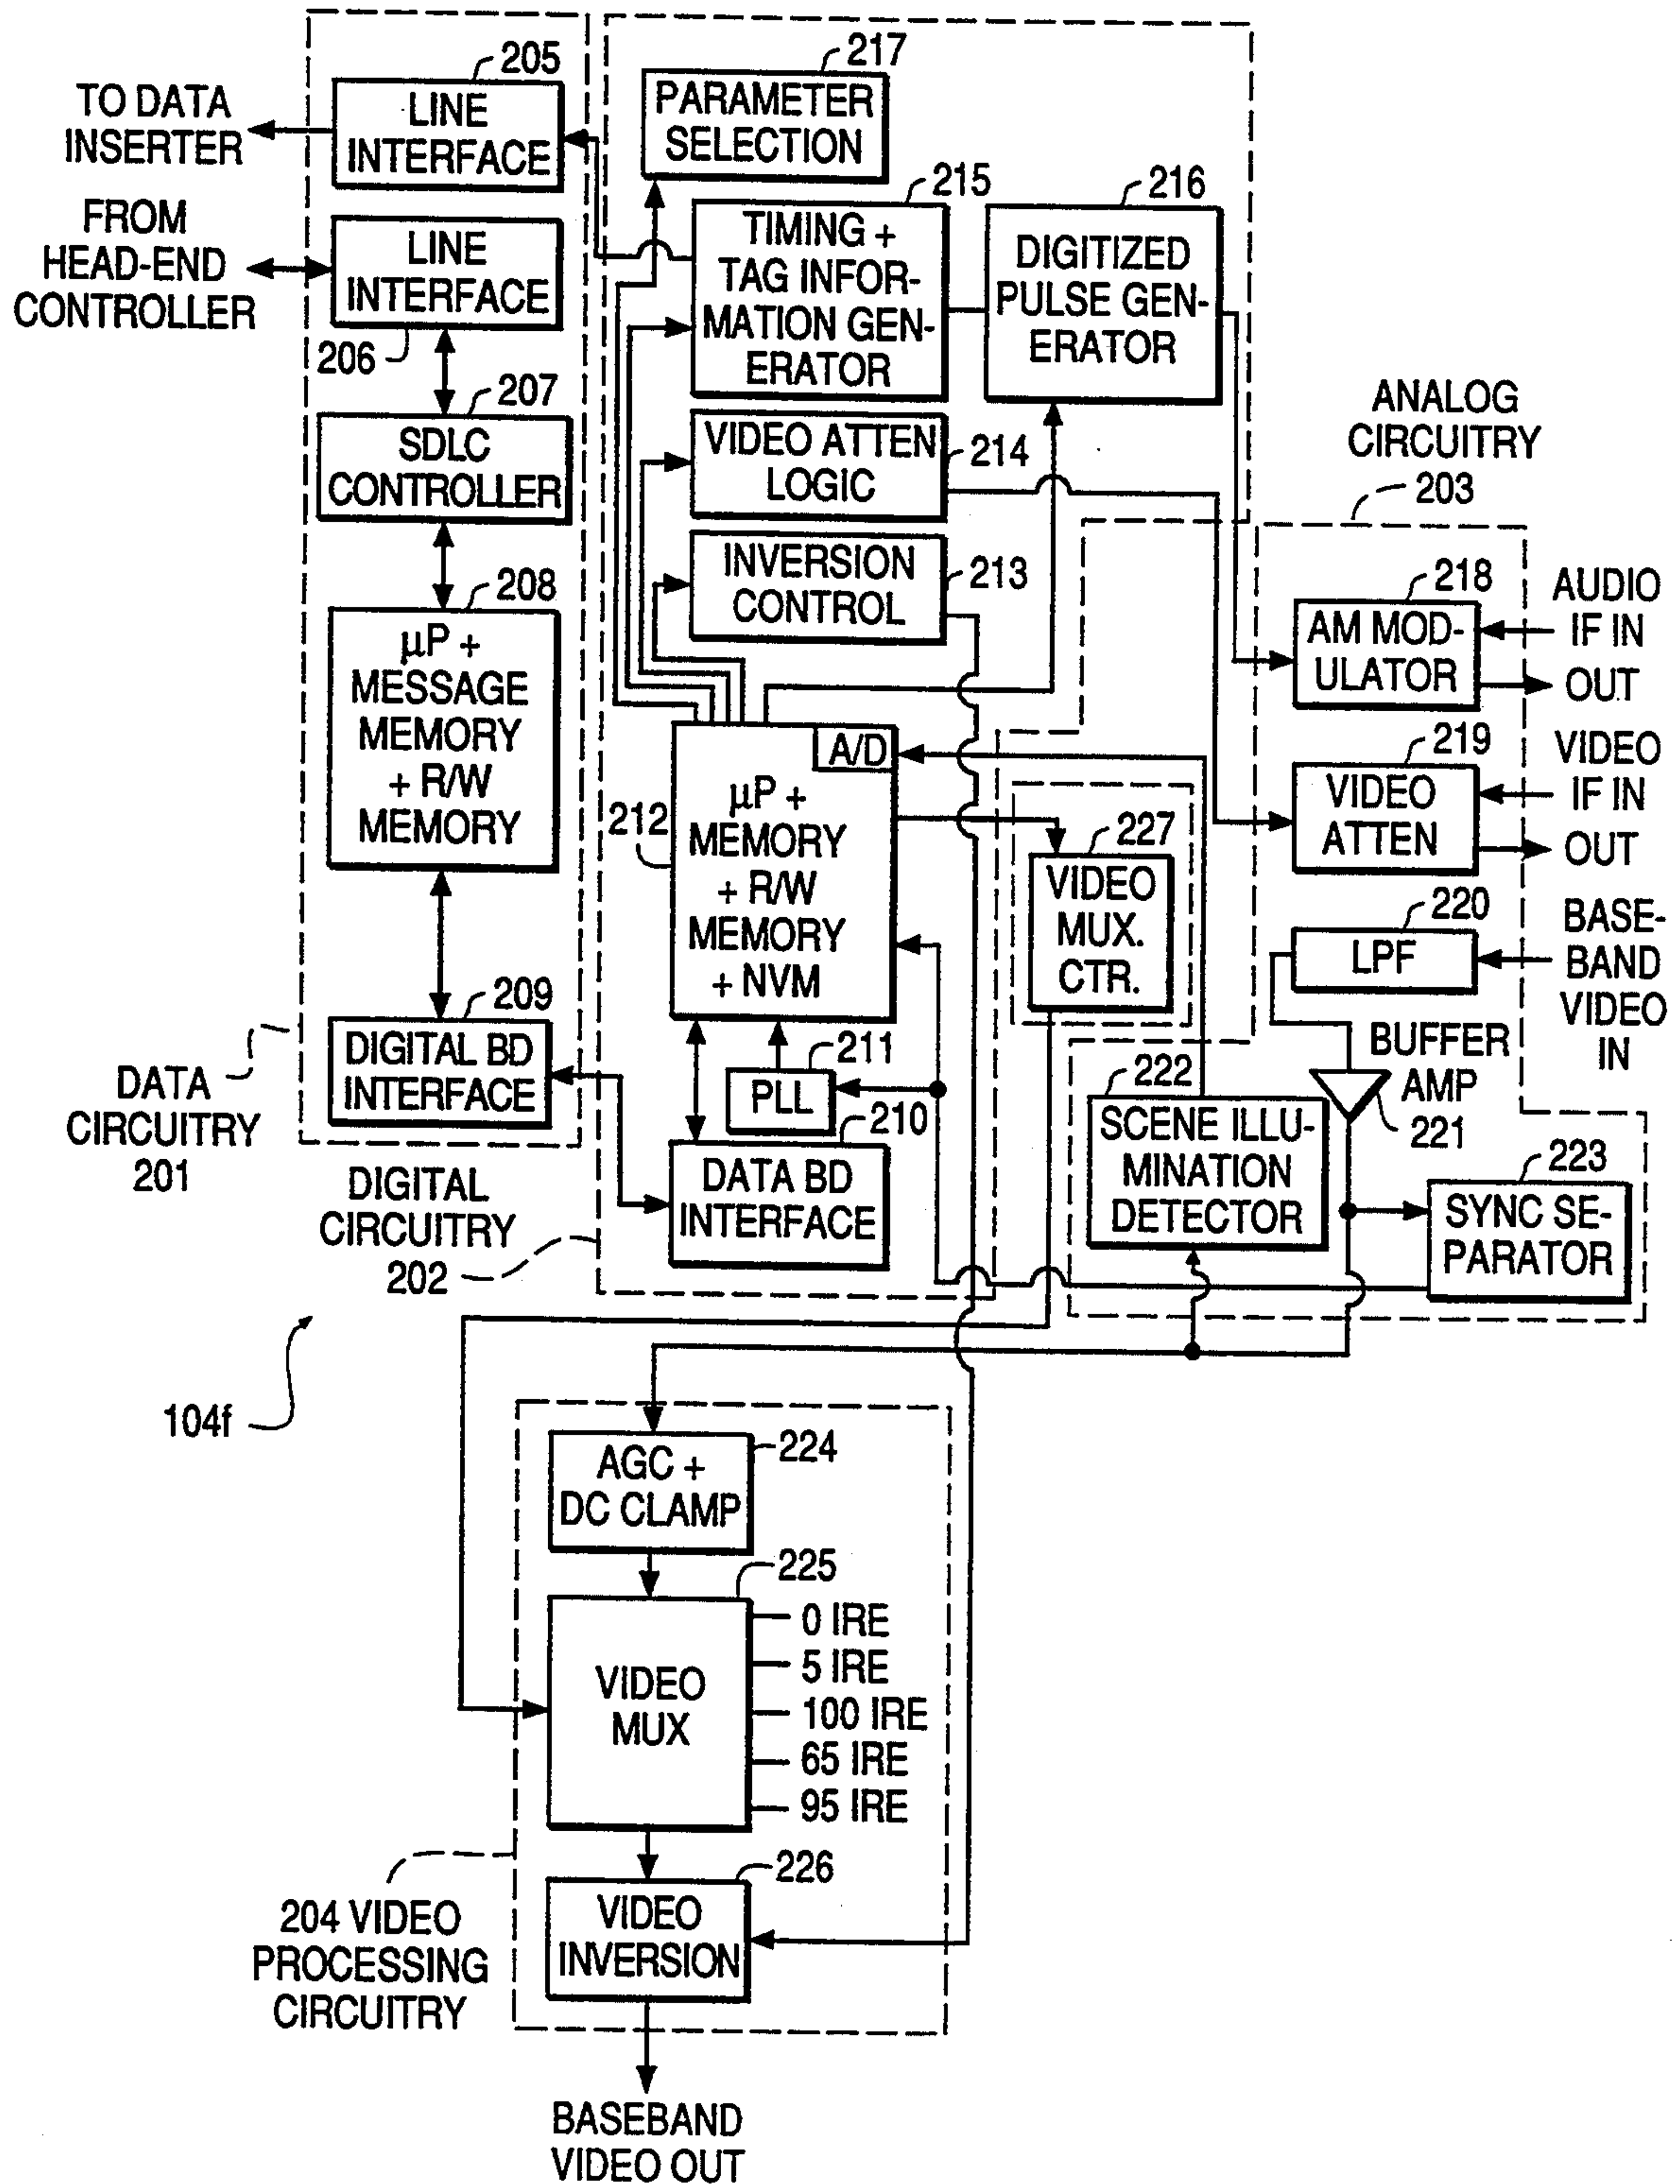 205
TO DATA
INSERTER
LINE
INTERFACE
FROM
HEAD-END
CONTROLLER
LINE
INTERFACE
206
207
SDLC
CONTROLLER
208
µP +
MESSAGE
MEMORY
+ R/W
MEMORY
209
DIGITAL BD
INTERFACE
DATA
CIRCUITRY
201
217
PARAMETER
SELECTION
215
TIMING +
TAG INFOR-
MATION GEN-
ERATOR
216
DIGITIZED
PULSE GEN-
ERATOR
VIDEO ATTEN
LOGIC
214
INVERSION
CONTROL
213
A/D
212
µP +
MEMORY
+ R/W
MEMORY
+ NVM
227
VIDEO
MUX.
CTR.
211
PLL
210
DATA BD
INTERFACE
DIGITAL
CIRCUITRY
202
ANALOG
CIRCUITRY
203
218
AM MOD-
ULATOR
AUDIO
IF IN
OUT
219
VIDEO
ATTEN
VIDEO
IF IN
OUT
220
LPF
BASE-
BAND
VIDEO
IN
BUFFER
AMP
221
222
SCENE ILLU-
MINATION
DETECTOR
223
SYNC SE-
PARATOR
104f
224
AGC +
DC CLAMP
225
VIDEO
MUX
0 IRE
5 IRE
100 IRE
65 IRE
95 IRE
226
VIDEO
INVERSION
204 VIDEO
PROCESSING
CIRCUITRY
BASEBAND
VIDEO OUT